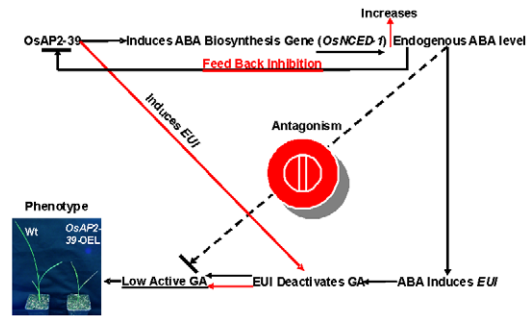 Increases
OsAP2-39 Induces ABA Biosynthesis Gene (OsNCED-1) Endogenous ABA level
Feed Back Inhibition
Induces EUI
Antagonism
Phenotype
Wt OsAP2-
39-OEL
Low Active GA EUI Deactivates GA ABA Induces EUI